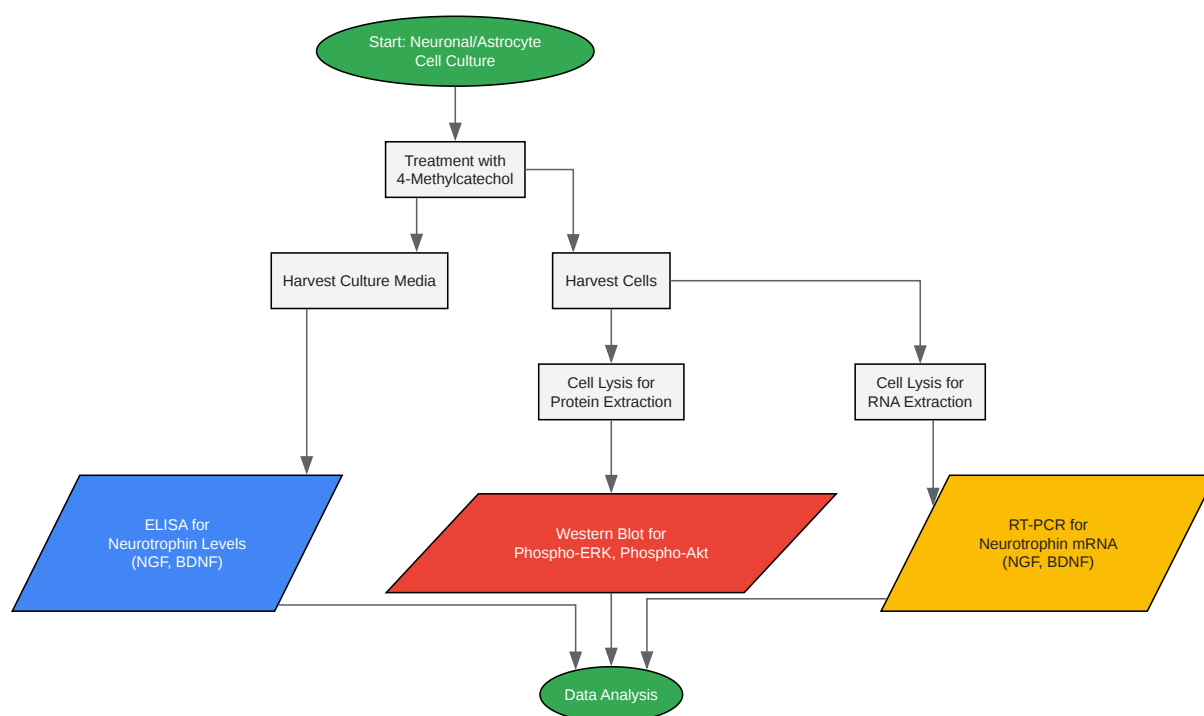 Start: Neuronal/Astrocyte
Cell Culture
Treatment with
4-Methylcatechol
Harvest Culture Media
Harvest Cells
Cell Lysis for
Protein Extraction
Cell Lysis for
RNA Extraction
ELISA for
Neurotrophin Levels
(NGF, BDNF)
Western Blot for
Phospho-ERK, Phospho-Akt
RT-PCR for
Neurotrophin mRNA
(NGF, BDNF)
Data Analysis